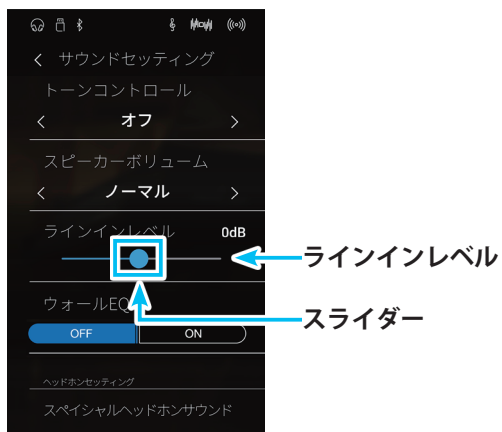 サウンドセッティング
トーンコントロール
オフ
スピーカーボリューム
ノーマル
ラインインレベル 0dB
ラインインレベル
ウォールEQ
スライダー
OFF ON
ヘッドホンセッティング
スペイシャルヘッドホンサウンド